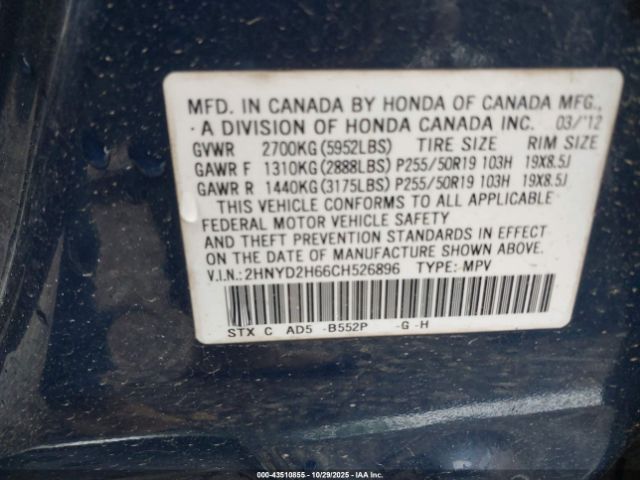 MFD. IN CANADA BY HONDA OF CANADA MFG.,
A DIVISION OF HONDA CANADA INC. 03/'12
GVWR 2700KG(5952LBS) TIRE SIZE RIM SIZE
GAWR F 1310KG(2888LBS) P255/50R19 103H 19X8.5J
GAWR R 1440KG(3175LBS) P255/50R19 103H 19X8.5J
THIS VEHICLE CONFORMS TO ALL APPLICABLE
FEDERAL MOTOR VEHICLE SAFETY
AND THEFT PREVENTION STANDARDS IN EFFECT
ON THE DATE OF MANUFACTURE SHOWN ABOVE.
V.I.N.: 2HNYD2H66CH526896 TYPE: MPV
STX C AD5 -B552P -G -H
000-43510855 - 10/29/2025 - IAA Inc.